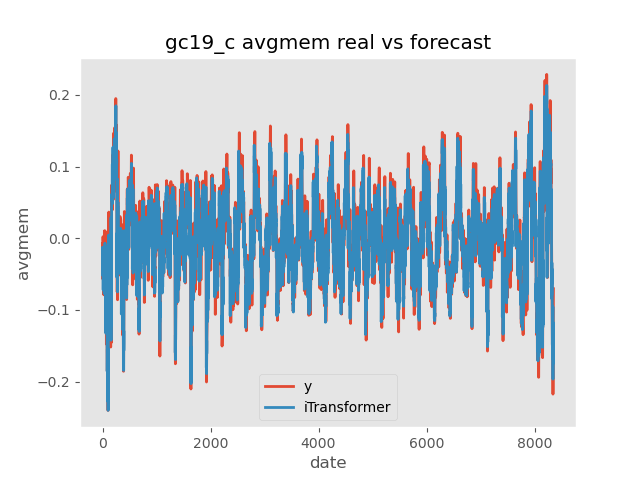 gc19_c avgmem real vs forecast
0.2
0.1
0.0
−0.1
−0.2
avgmem
y
iTransformer
0 2000 4000 6000 8000
date